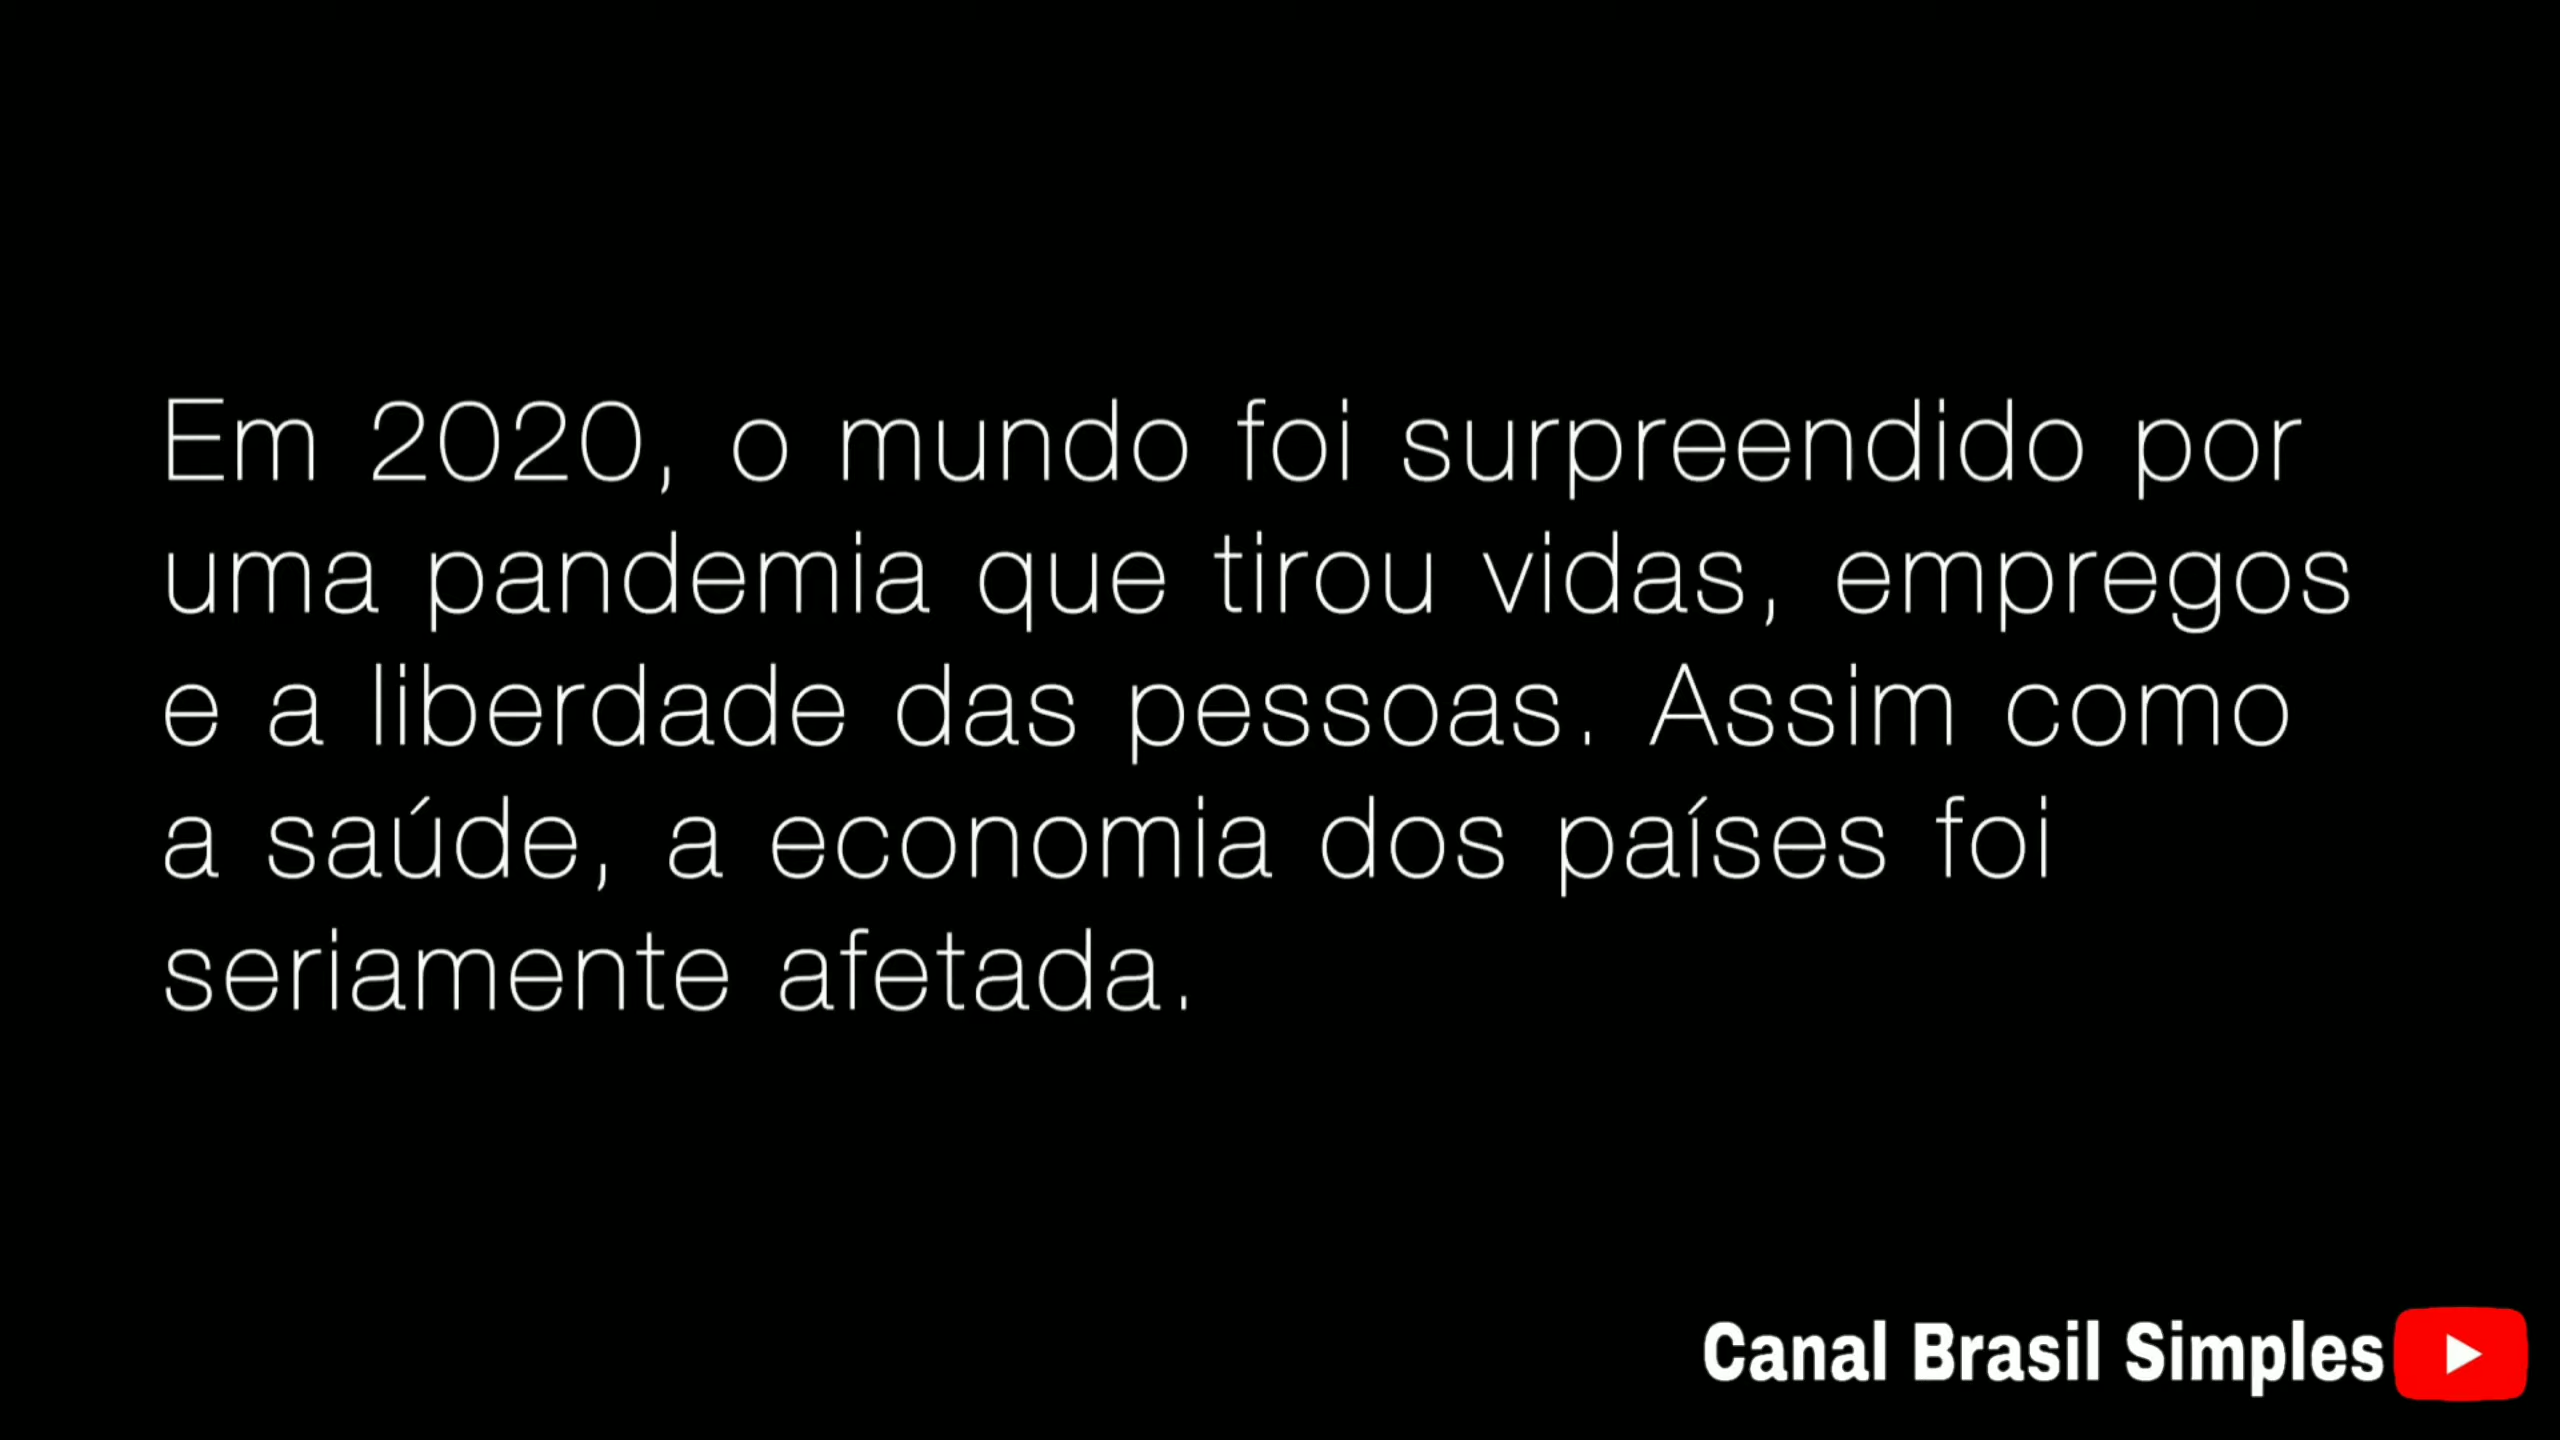 Em 2020, o mundo foi surpreendido por
uma pandemia que tirou vidas, empregos
e a liberdade das pessoas. Assim como
a saúde, a economia dos países foi
seriamente afetada.
Canal Brasil Simples